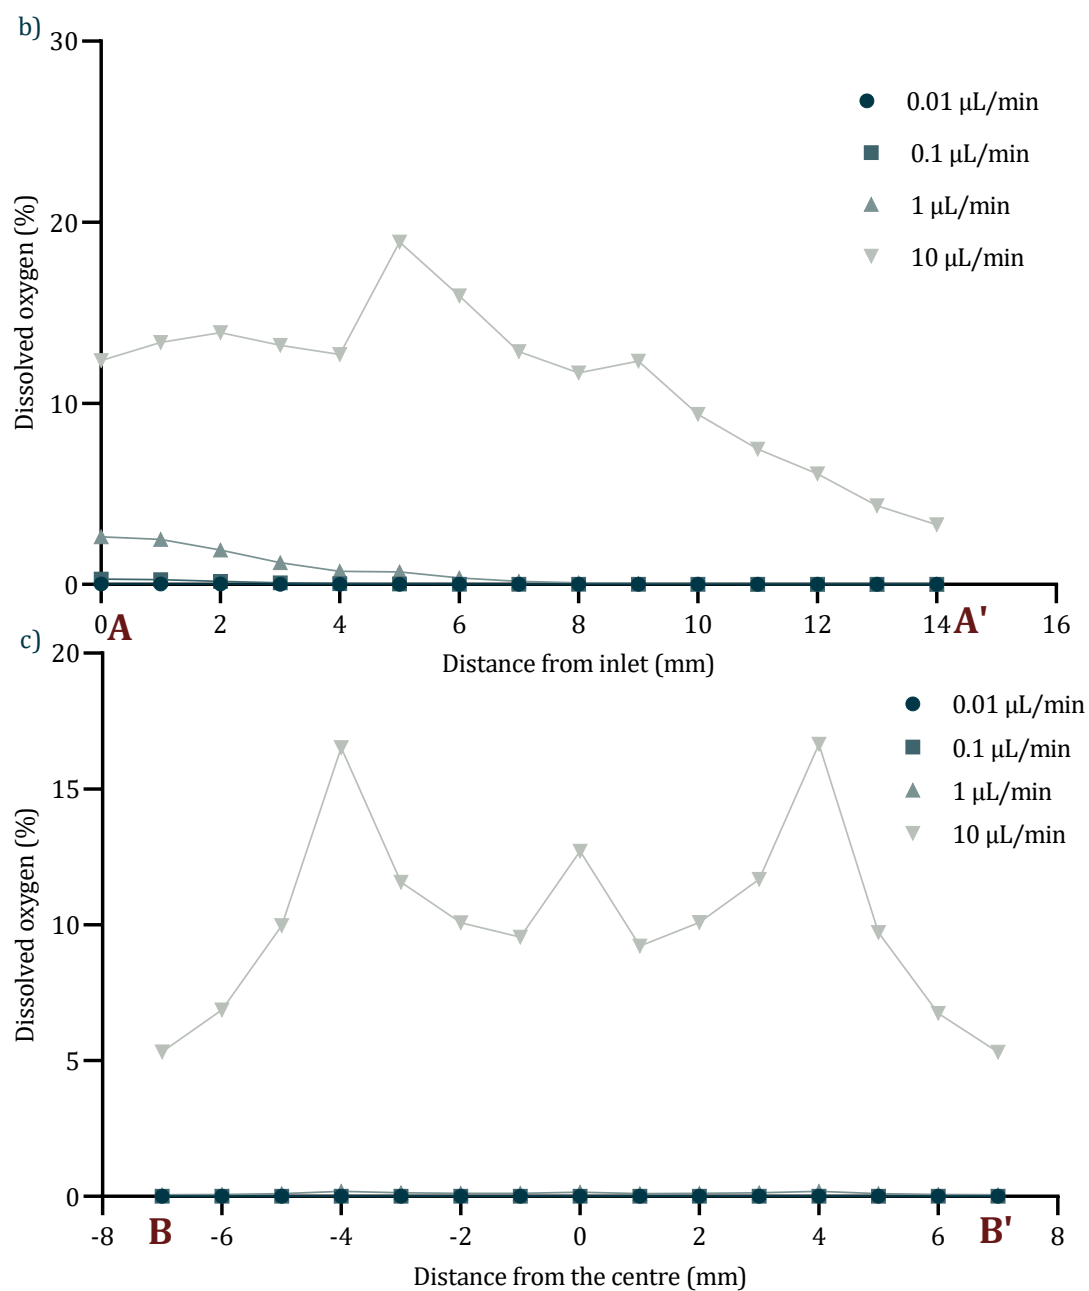 b)
30
20
10
0
Dissolved oxygen (%)
0.01 µL/min
0.1 µL/min
1 µL/min
10 µL/min
0 2 4 6 8 10 12 14 16
A A'
Distance from inlet (mm)
c)
20
15
10
5
0
Dissolved oxygen (%)
0.01 µL/min
0.1 µL/min
1 µL/min
10 µL/min
-8 -6 -4 -2 0 2 4 6 8
B B'
Distance from the centre (mm)